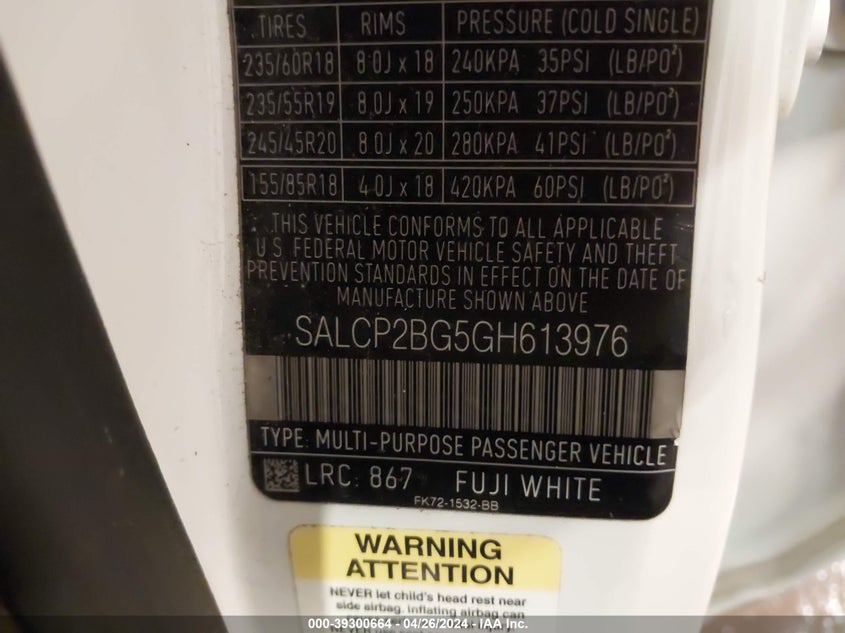 TIRES RIMS PRESSURE (COLD SINGLE)
235/60R18 8.0J x 18 240KPA 35PSI (LB/PO²)
235/55R19 8.0J x 19 250KPA 37PSI (LB/PO²)
245/45R20 8.0J x 20 280KPA 41PSI (LB/PO²)
155/85R18 4.0J x 18 420KPA 60PSI (LB/PO²)
THIS VEHICLE CONFORMS TO ALL APPLICABLE
U.S. FEDERAL MOTOR VEHICLE SAFETY AND THEFT
PREVENTION STANDARDS IN EFFECT ON THE DATE OF
MANUFACTURE SHOWN ABOVE
SALCP2BG5GH613976
TYPE: MULTI-PURPOSE PASSENGER VEHICLE
LRC: 867 FUJI WHITE
FK72-1532-BB
WARNING
ATTENTION
NEVER let child's head rest near
side airbag, inflating airbag can
000-39300664 / 04/26/2024 - IAA Inc.